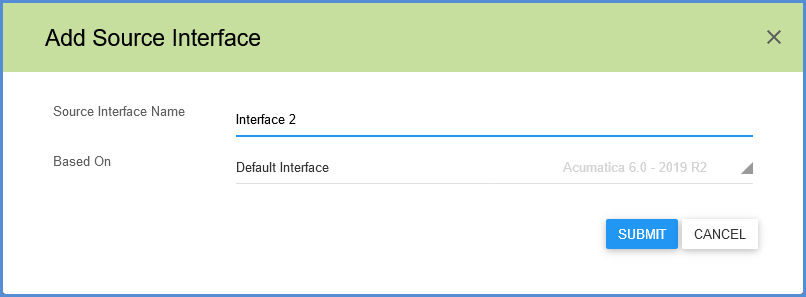 Add Source Interface
Source Interface Name Interface 2
Based On Default Interface Acumatica 6.0 - 2019 R2
SUBMIT CANCEL